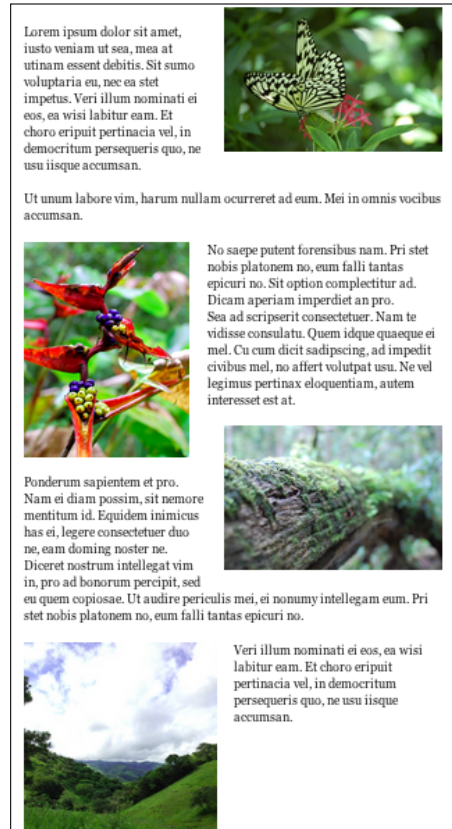 Lorem ipsum dolor sit amet,
iusto veniam ut sea, mea at
utinam essent debitis. Sit sumo
voluptaria eu, nec ea stet
impetus. Veri illum nominati ei
eos, ea wisi labitur eam. Et
choro eripuit pertinacia vel, in
democritum persequeris quo, ne
usu iisque accumsan.
Ut unum labore vim, harum nullam ocurreret ad eum. Mei in omnis vocibus
accumsan.
No saepe putent forensibus nam. Pri stet
nobis platonem no, eum falli tantas
epicuri no. Sit option complectitur ad.
Dicam aperiam imperdiet an pro.
Sea ad scripserit consectetuer. Nam te
vidisse consulatu. Quem idque quaeque ei
mel. Cu cum dicit sadipscing, ad impedit
civibus mel, no affert volutpat usu. Ne vel
legimus pertinax eloquentiam, autem
interesset est at.
Ponderum sapientem et pro.
Nam ei diam possim, sit nemore
mentitum id. Equidem inimicus
has ei, legere consectetuer duo
ne, eam doming noster ne.
Diceret nostrum intellegat vim
in, pro ad bonorum percipit, sed
eu quem copiosae. Ut audire periculis mei, ei nonumy intellegam eum. Pri
stet nobis platonem no, eum falli tantas epicuri no.
Veri illum nominati ei eos, ea wisi
labitur eam. Et choro eripuit
pertinacia vel, in democritum
persequeris quo, ne usu iisque
accumsan.